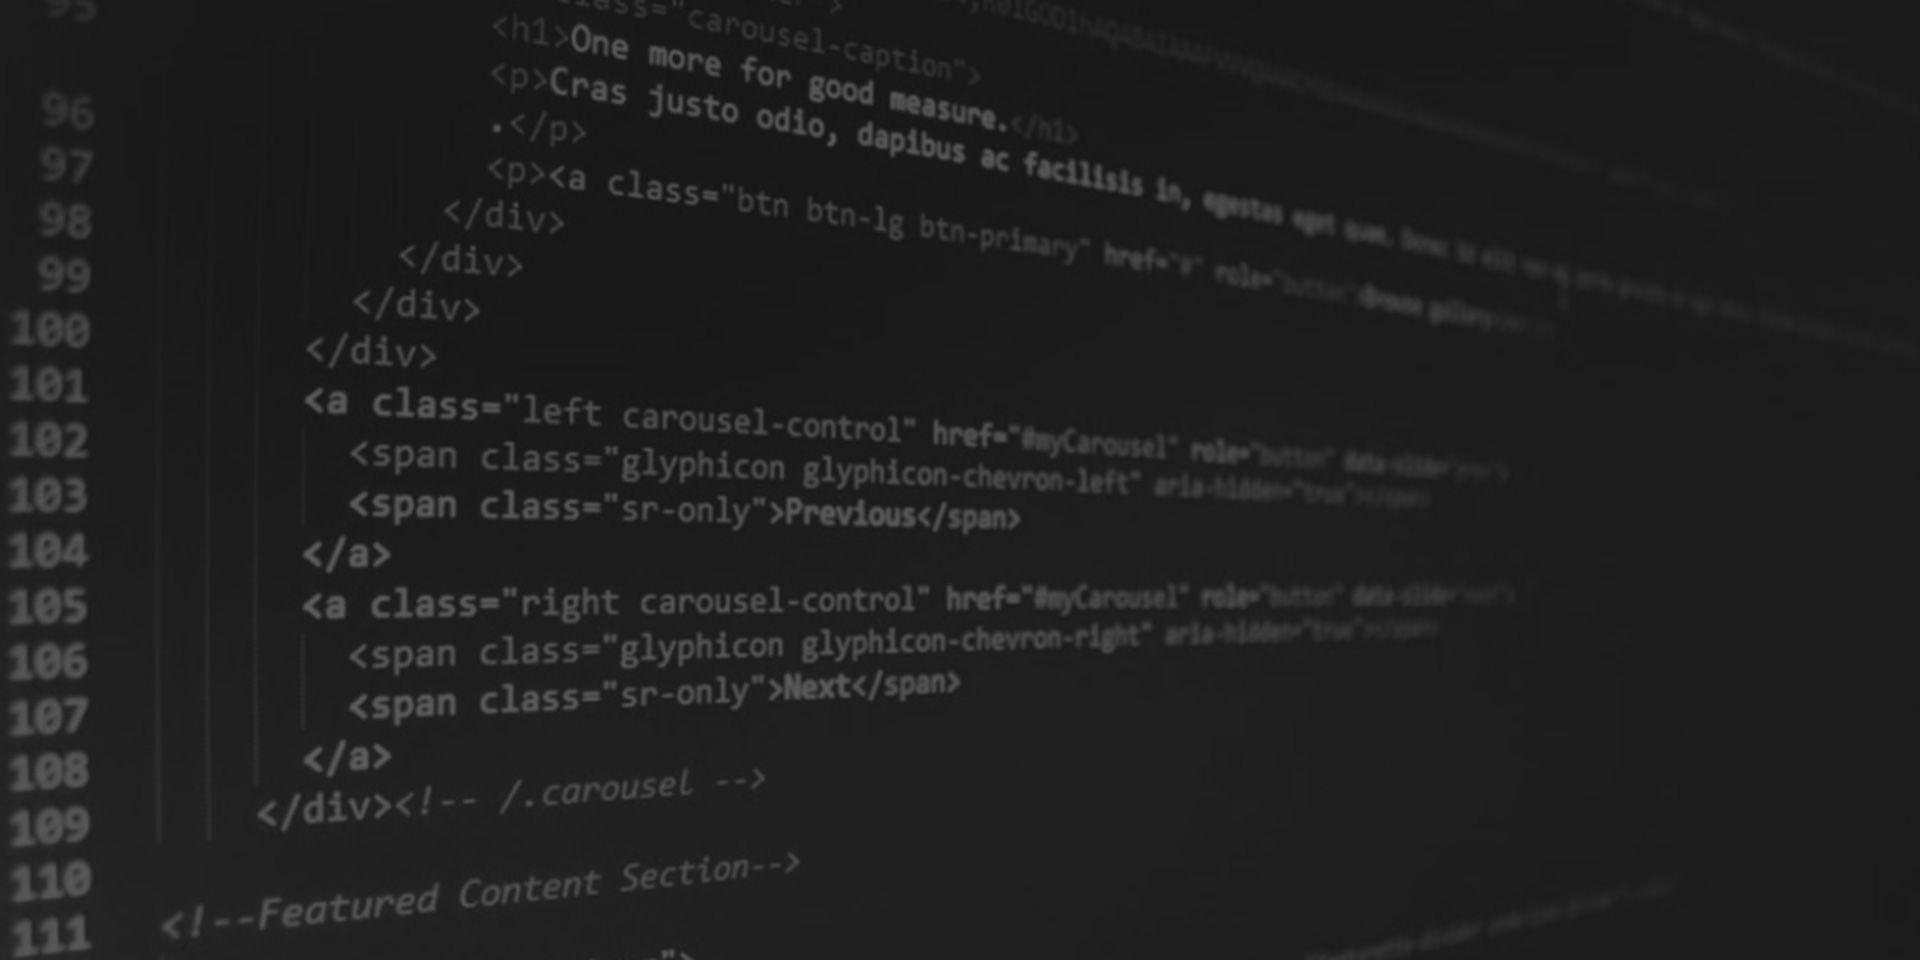 95
class="carousel-caption">
<h1>One more for good measure.</h1>
96 <p>Cras justo odio, dapibus ac facilisis in, egestas eget quam. Donec id elit
97 .</p>
98 <p><a class="btn btn-lg btn-primary" href="#" role="button">Browse gallery
99 </div>
100 </div>
101 </div>
</div>
102 <a class="left carousel-control" href="#myCarousel" role="button" data-slide="prev">
103 <span class="glyphicon glyphicon-chevron-left" aria-hidden="true"></span>
<span class="sr-only">Previous</span>
104 </a>
105 <a class="right carousel-control" href="#myCarousel" role="button" data-slide="next">
106 <span class="glyphicon glyphicon-chevron-right" aria-hidden="true"></span>
107 <span class="sr-only">Next</span>
108 </a>
109 </div><!-- /.carousel -->
110
111 <!--Featured Content Section-->